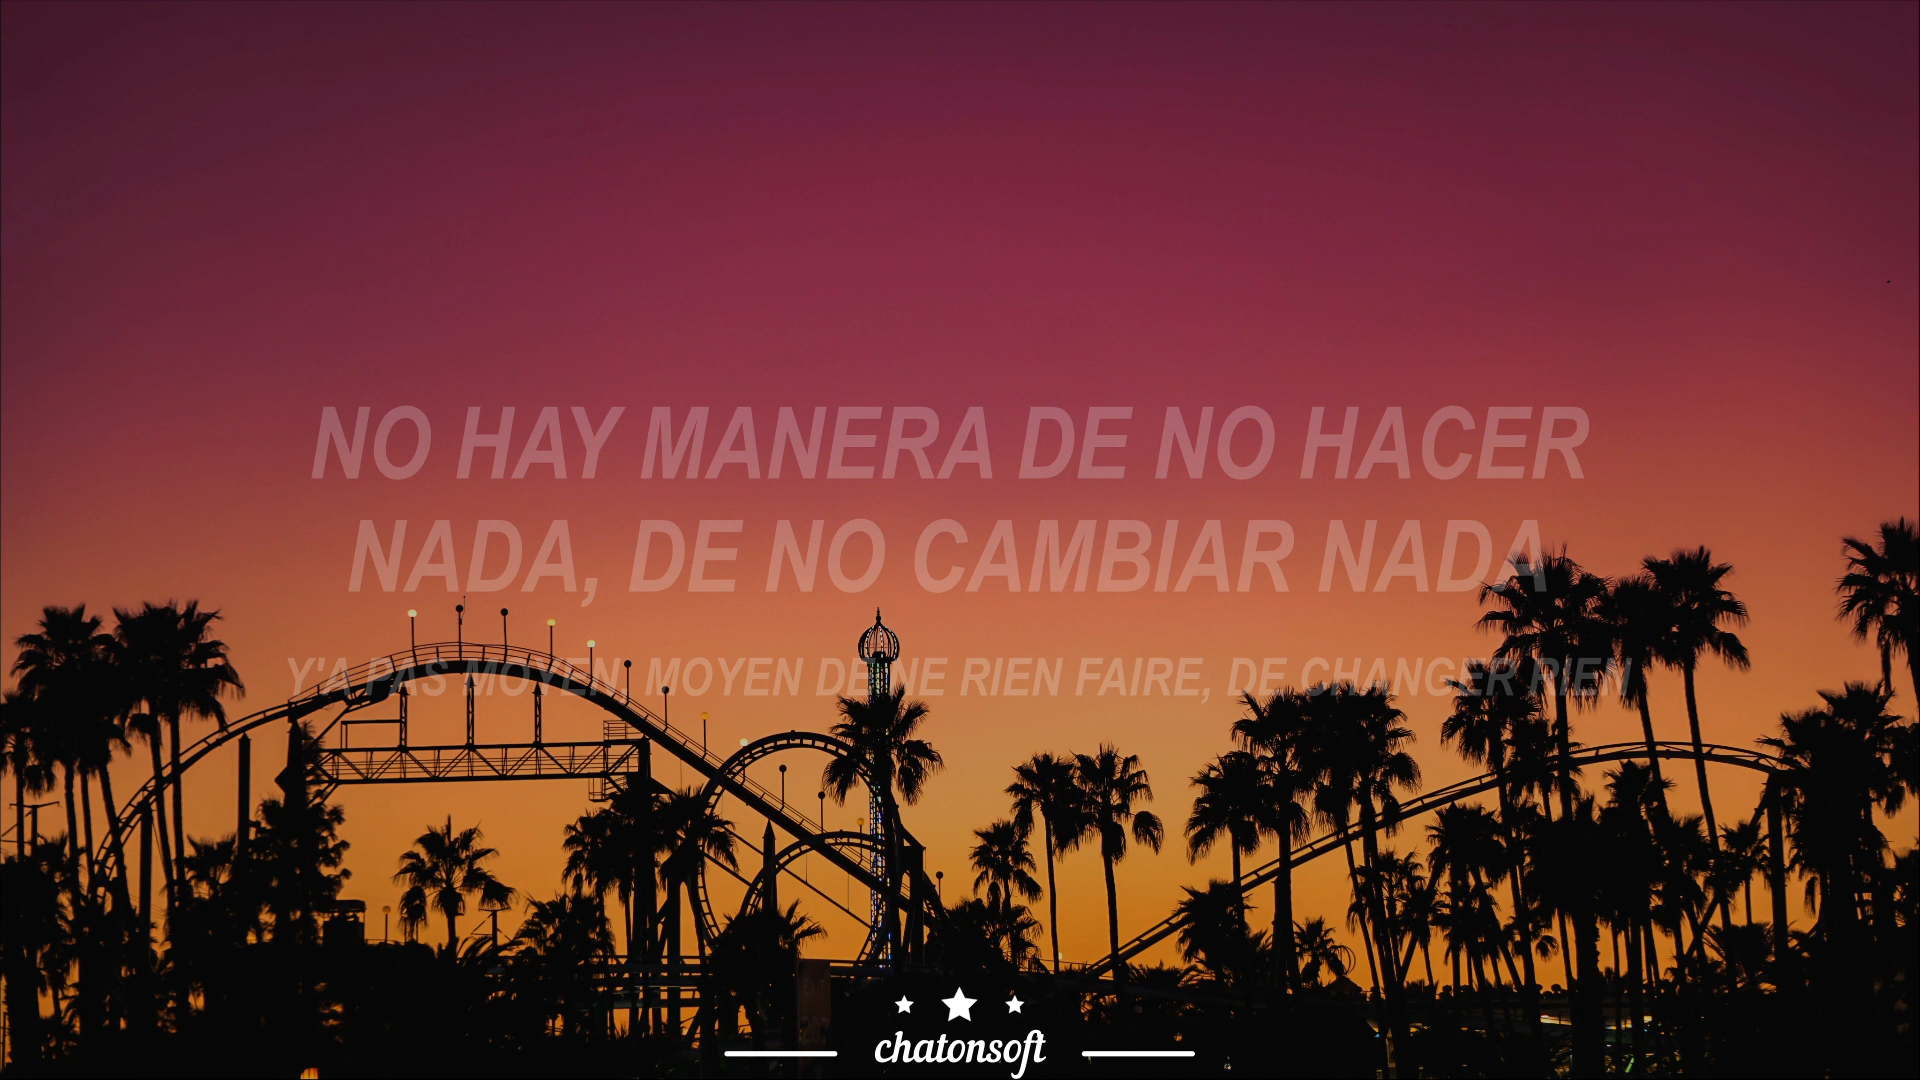 NO HAY MANERA DE NO HACER
NADA, DE NO CAMBIAR NADA
Y'A PAS MOYEN, MOYEN DE NE RIEN FAIRE, DE CHANGER RIEN
chatonsoft